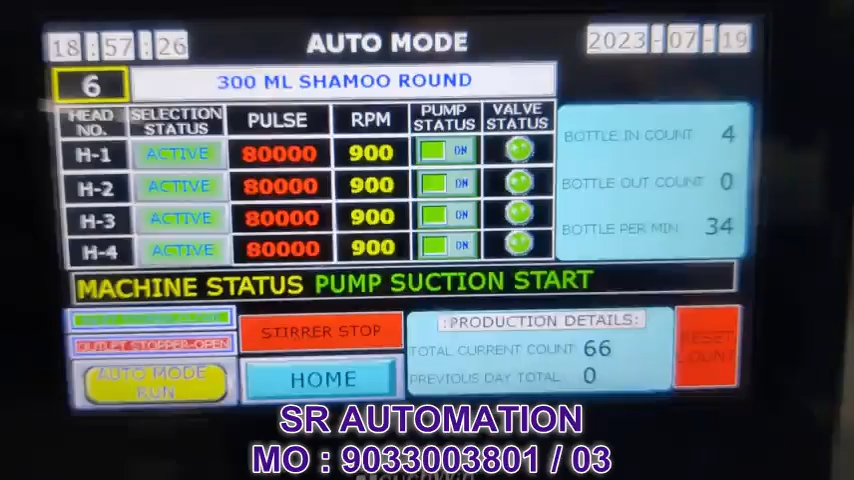 18:57:26 AUTO MODE 2023-07-19
6 300 ML SHAMOO ROUND
HEAD NO. SELECTION STATUS PULSE RPM PUMP STATUS VALVE STATUS
H-1 ACTIVE 80000 900 ON
H-2 ACTIVE 80000 900 ON
H-3 ACTIVE 80000 900 ON
H-4 ACTIVE 80000 900 ON
BOTTLE IN COUNT 4
BOTTLE OUT COUNT 0
BOTTLE PER MIN 34
MACHINE STATUS PUMP SUCTION START
OUTLET STOPPER-OPEN
STIRRER STOP
:PRODUCTION DETAILS:
TOTAL CURRENT COUNT 66
PREVIOUS DAY TOTAL 0
RESET COUNT
AUTO MODE RUN
HOME
SR AUTOMATION
MO : 9033003801 / 03